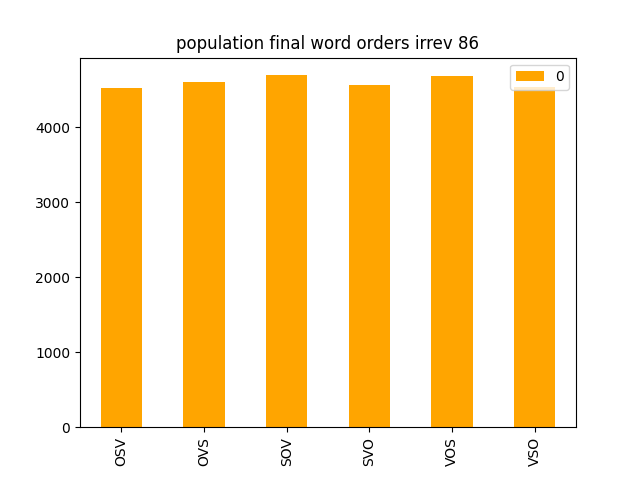 population final word orders irrev 86
0
4000
3000
2000
1000
0
OSV
OVS
SOV
SVO
VOS
VSO